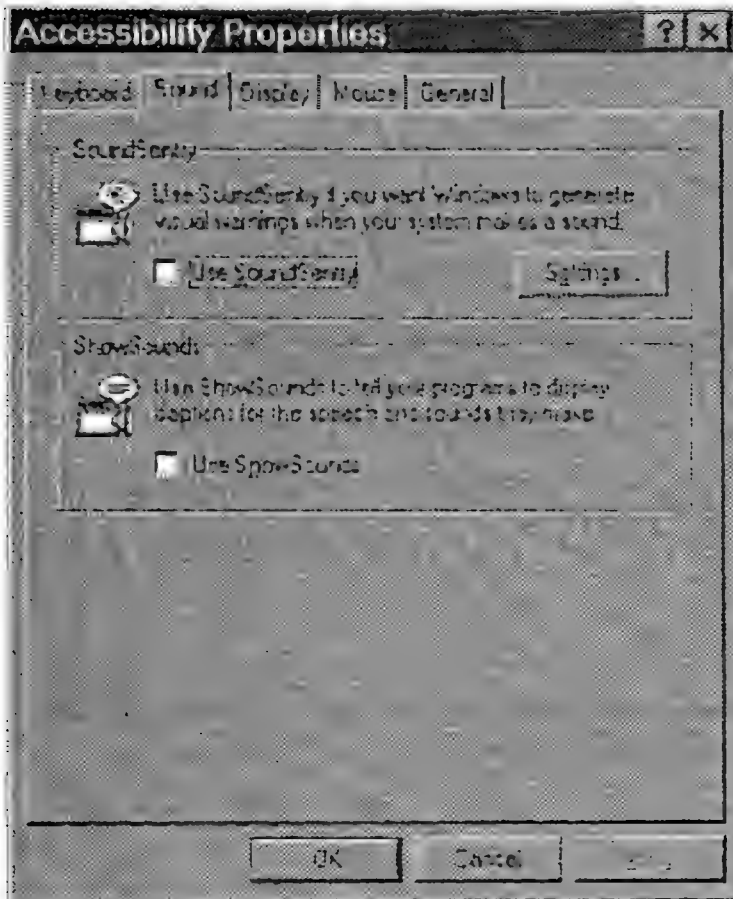 Accessibility Properties
Keyboard Sound Display Mouse General
SoundSentry
Use SoundSentry if you want Windows to generate
visual warnings when your system makes a sound.
Use SoundSentry
Settings...
ShowSounds
Use ShowSounds to tell your programs to display
captions for the speech and sounds they make
Use ShowSounds
OK Cancel